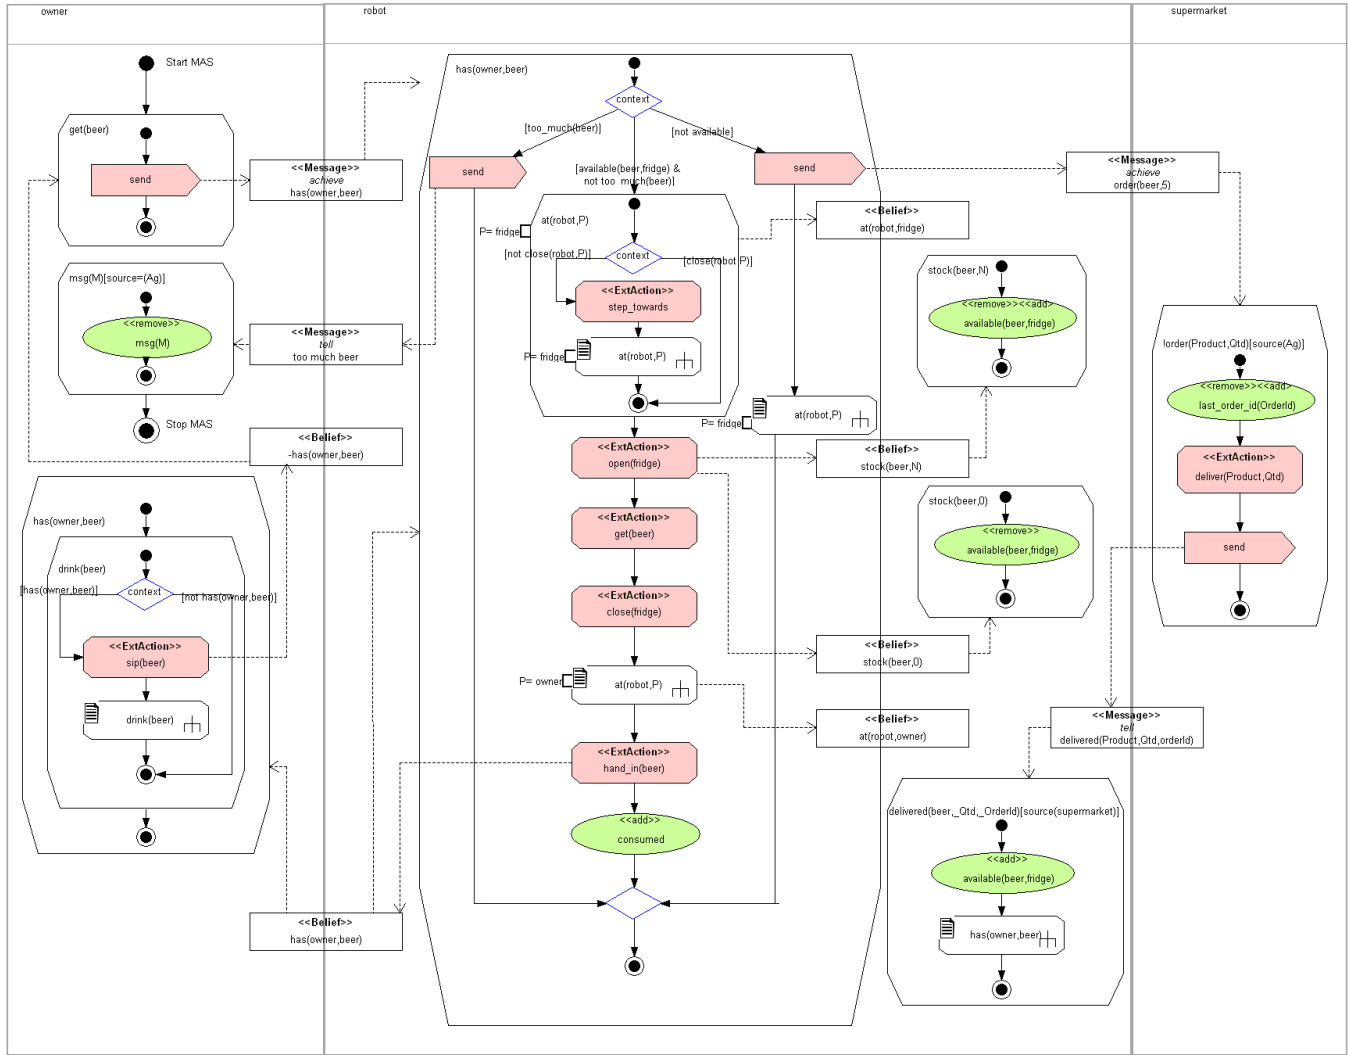 owner
robot
supermarket
Start MAS
get(beer)
send
<<Message>>
achieve
has(owner,beer)
msg(M)[source=(Ag)]
<<remove>>
msg(M)
<<Message>>
tell
too much beer
Stop MAS
<<Belief>>
-has(owner,beer)
has(owner,beer)
drink(beer)
context
[has(owner,beer)]
[not has(owner,beer)]
<<ExtAction>>
sip(beer)
drink(beer)
<<Belief>>
has(owner,beer)
has(owner,beer)
context
[too_much(beer)]
[not available]
send
[available(beer,fridge) &
not too_much(beer)]
send
at(robot,P)
P= fridge
context
[not close(robot,P)]
[close(robot,P)]
<<ExtAction>>
step_towards
P= fridge
at(robot,P)
P= fridge
at(robot,P)
<<ExtAction>>
open(fridge)
<<ExtAction>>
get(beer)
<<ExtAction>>
close(fridge)
P= owner
at(robot,P)
<<ExtAction>>
hand_in(beer)
<<add>>
consumed
<<Belief>>
at(robot,fridge)
stock(beer,N)
<<remove>><<add>>
available(beer,fridge)
<<Belief>>
stock(beer,N)
stock(beer,0)
<<remove>>
available(beer,fridge)
<<Belief>>
stock(beer,0)
<<Belief>>
at(robot,owner)
<<Message>>
achieve
order(beer,5)
!order(Product,Qtd)[source(Ag)]
<<remove>><<add>>
last_order_id(OrderId)
<<ExtAction>>
deliver(Product,Qtd)
send
<<Message>>
tell
delivered(Product,Qtd,orderId)
delivered(beer,_Qtd,_OrderId)[source(supermarket)]
<<add>>
available(beer,fridge)
has(owner,beer)